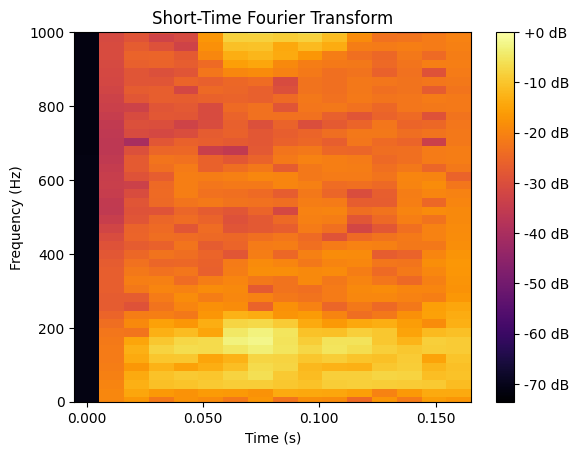 Short-Time Fourier Transform
1000
800
600
400
200
0
Frequency (Hz)
0.000
0.050
0.100
0.150
Time (s)
+0 dB
-10 dB
-20 dB
-30 dB
-40 dB
-50 dB
-60 dB
-70 dB